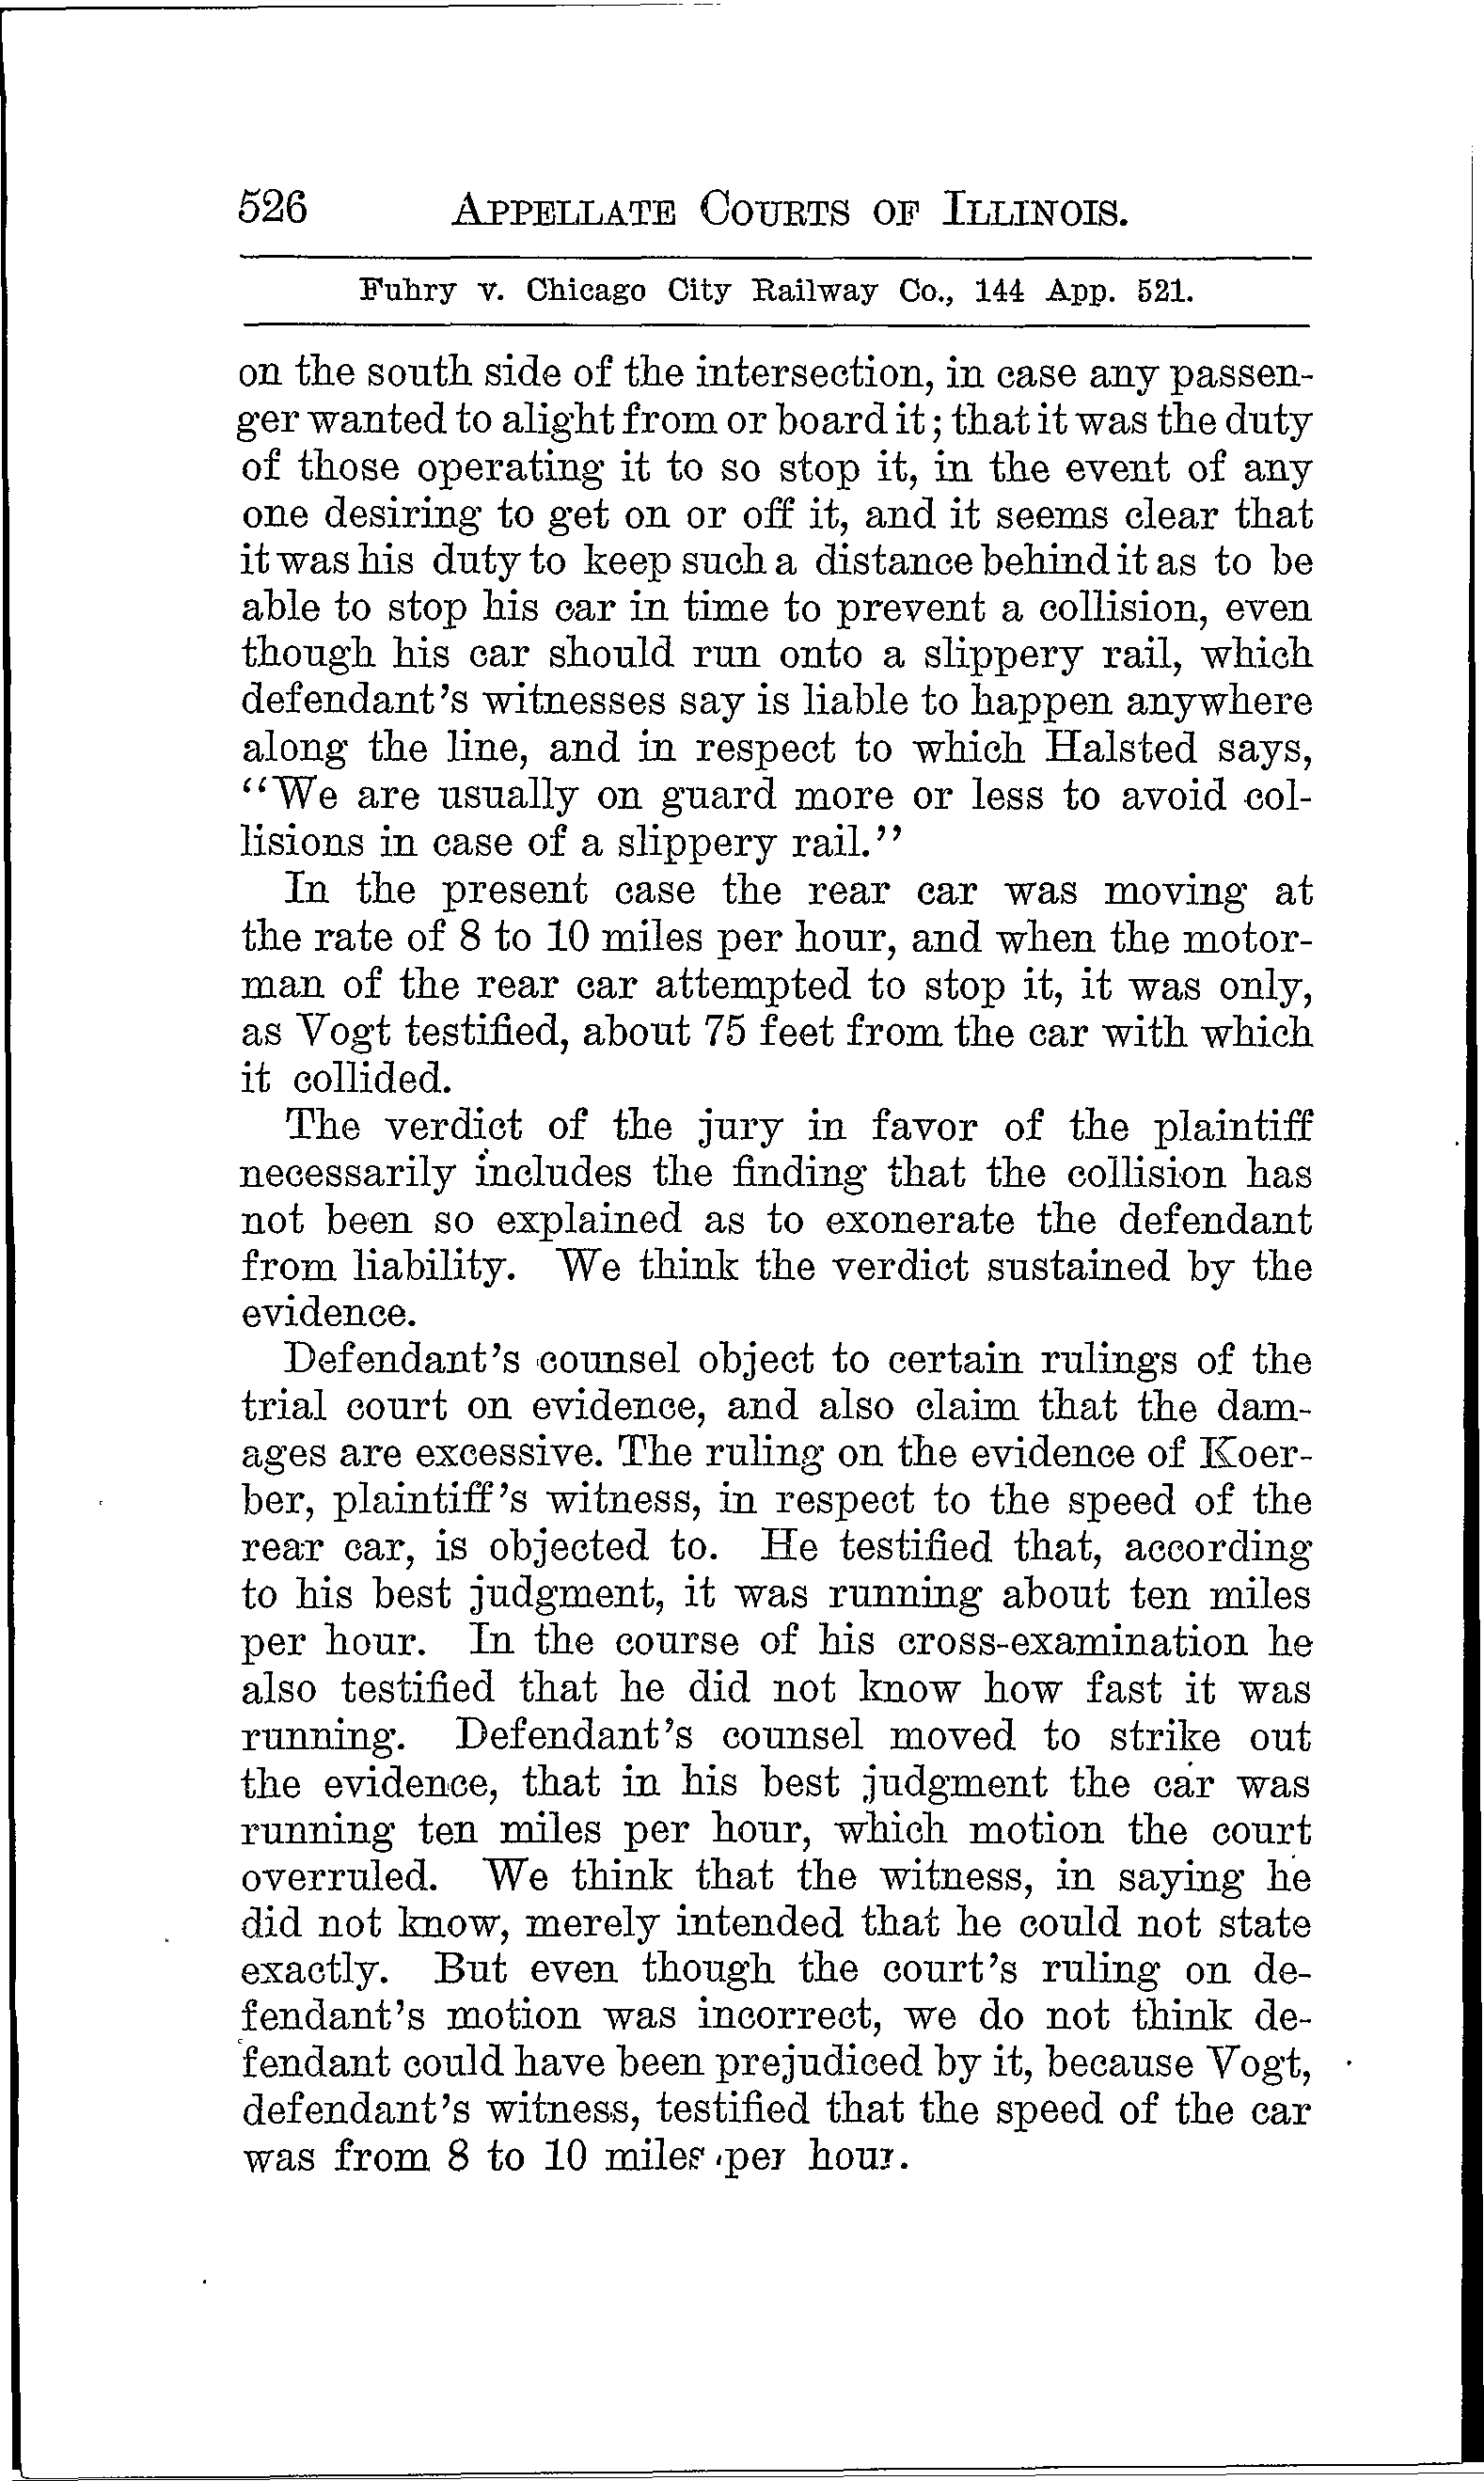 526 APPELLATE COURTS OF ILLINOIS.
Fuhry v. Chicago City Railway Co., 144 App. 521.
on the south side of the intersection, in case any passen-
ger wanted to alight from or board it; that it was the duty
of those operating it to so stop it, in the event of any
one desiring to get on or off it, and it seems clear that
it was his duty to keep such a distance behind it as to be
able to stop his car in time to prevent a collision, even
though his car should run onto a slippery rail, which
defendant's witnesses say is liable to happen anywhere
along the line, and in respect to which Halsted says,
"We are usually on guard more or less to avoid col-
lisions in case of a slippery rail."
In the present case the rear car was moving at
the rate of 8 to 10 miles per hour, and when the motor-
man of the rear car attempted to stop it, it was only,
as Vogt testified, about 75 feet from the car with which
it collided.
The verdict of the jury in favor of the plaintiff
necessarily includes the finding that the collision has
not been so explained as to exonerate the defendant
from liability. We think the verdict sustained by the
evidence.
Defendant's counsel object to certain rulings of the
trial court on evidence, and also claim that the dam-
ages are excessive. The ruling on the evidence of Koer-
ber, plaintiff's witness, in respect to the speed of the
rear car, is objected to. He testified that, according
to his best judgment, it was running about ten miles
per hour. In the course of his cross-examination he
also testified that he did not know how fast it was
running. Defendant's counsel moved to strike out
the evidence, that in his best judgment the car was
running ten miles per hour, which motion the court
overruled. We think that the witness, in saying he
did not know, merely intended that he could not state
exactly. But even though the court's ruling on de-
fendant's motion was incorrect, we do not think de-
fendant could have been prejudiced by it, because Vogt,
defendant's witness, testified that the speed of the car
was from 8 to 10 miles per hour.